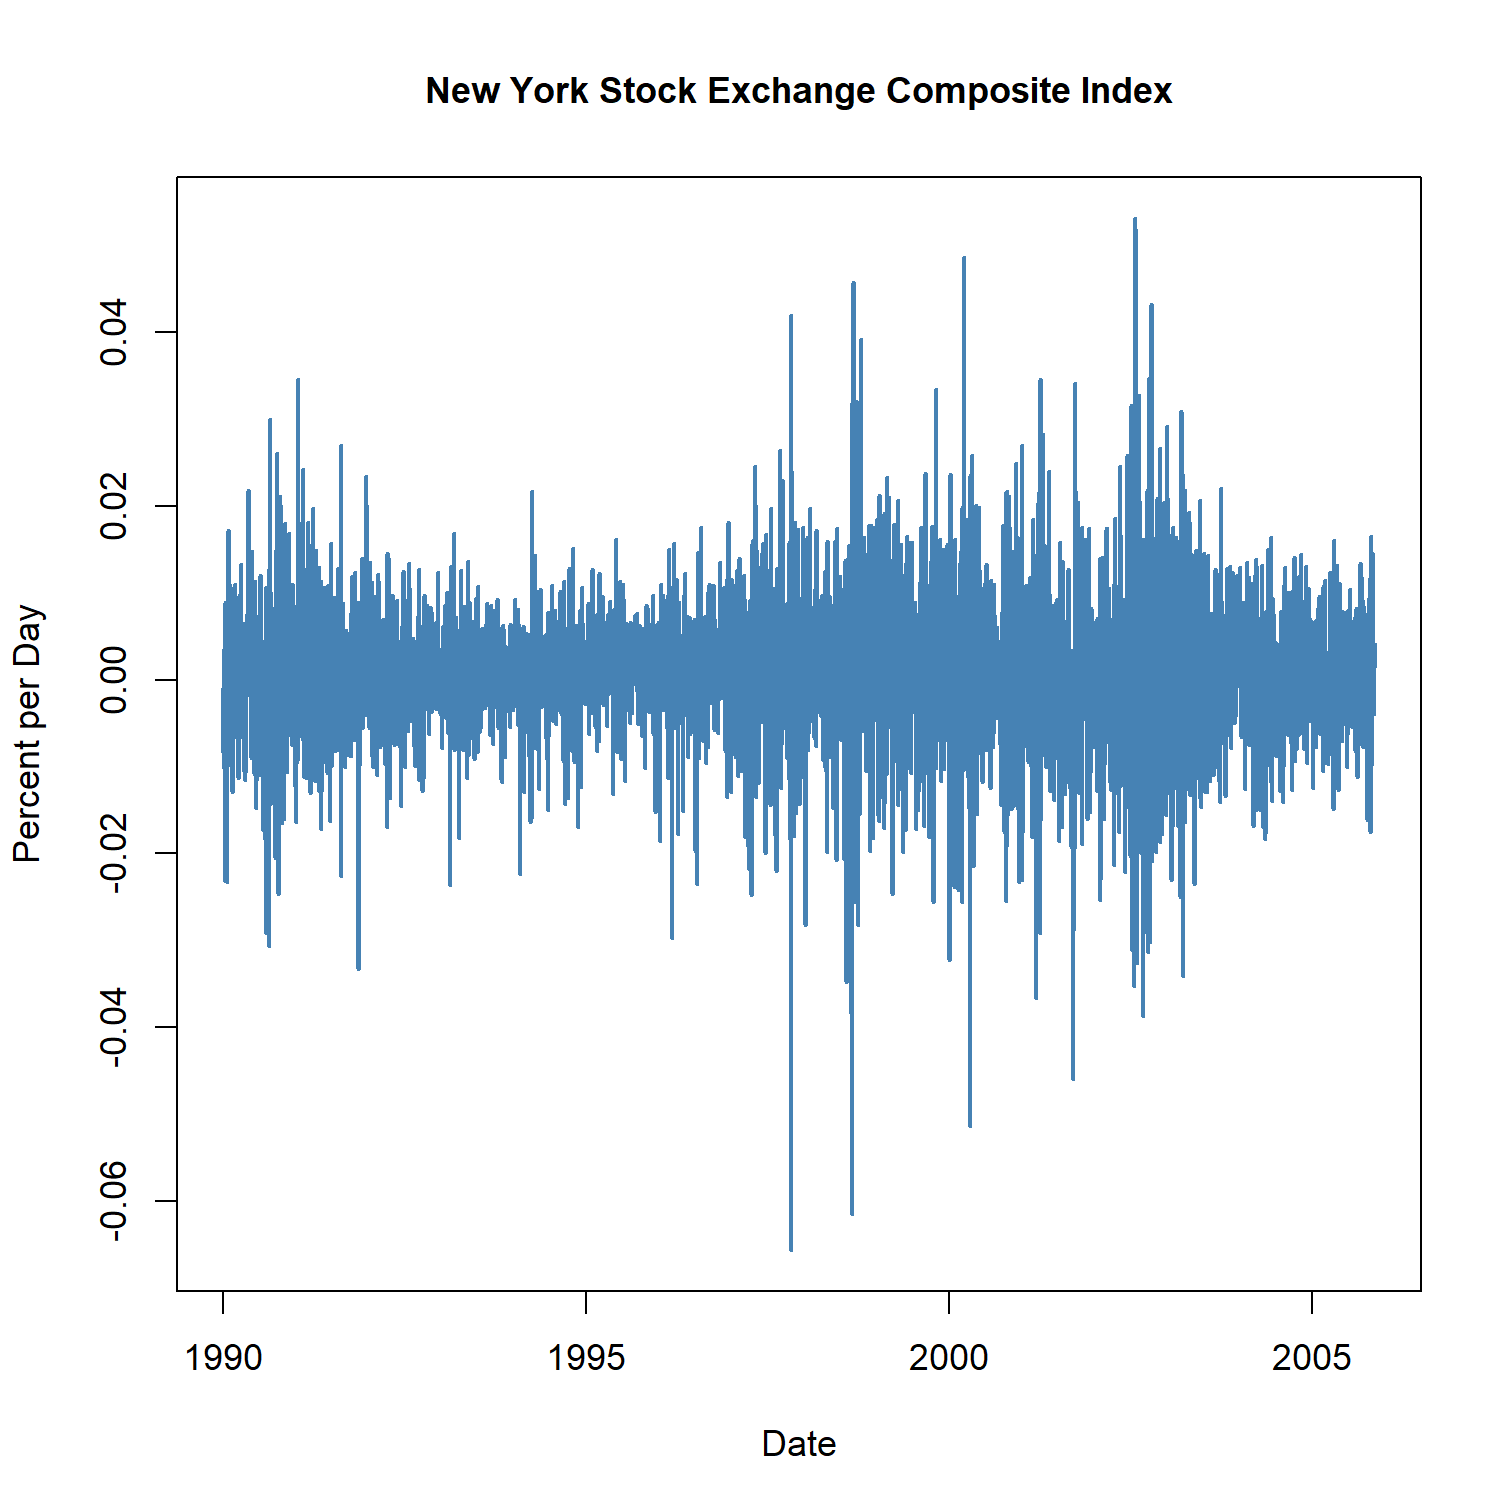 New York Stock Exchange Composite Index
Percent per Day
0.04
0.02
0.00
-0.02
-0.04
-0.06
1990 1995 2000 2005
Date